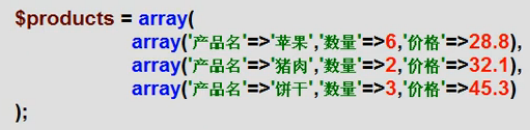 $products = array(
array('产品名'=>'苹果','数量'=>6,'价格'=>28.8),
array('产品名'=>'猪肉','数量'=>2,'价格'=>32.1),
array('产品名'=>'饼干','数量'=>3,'价格'=>45.3)
);